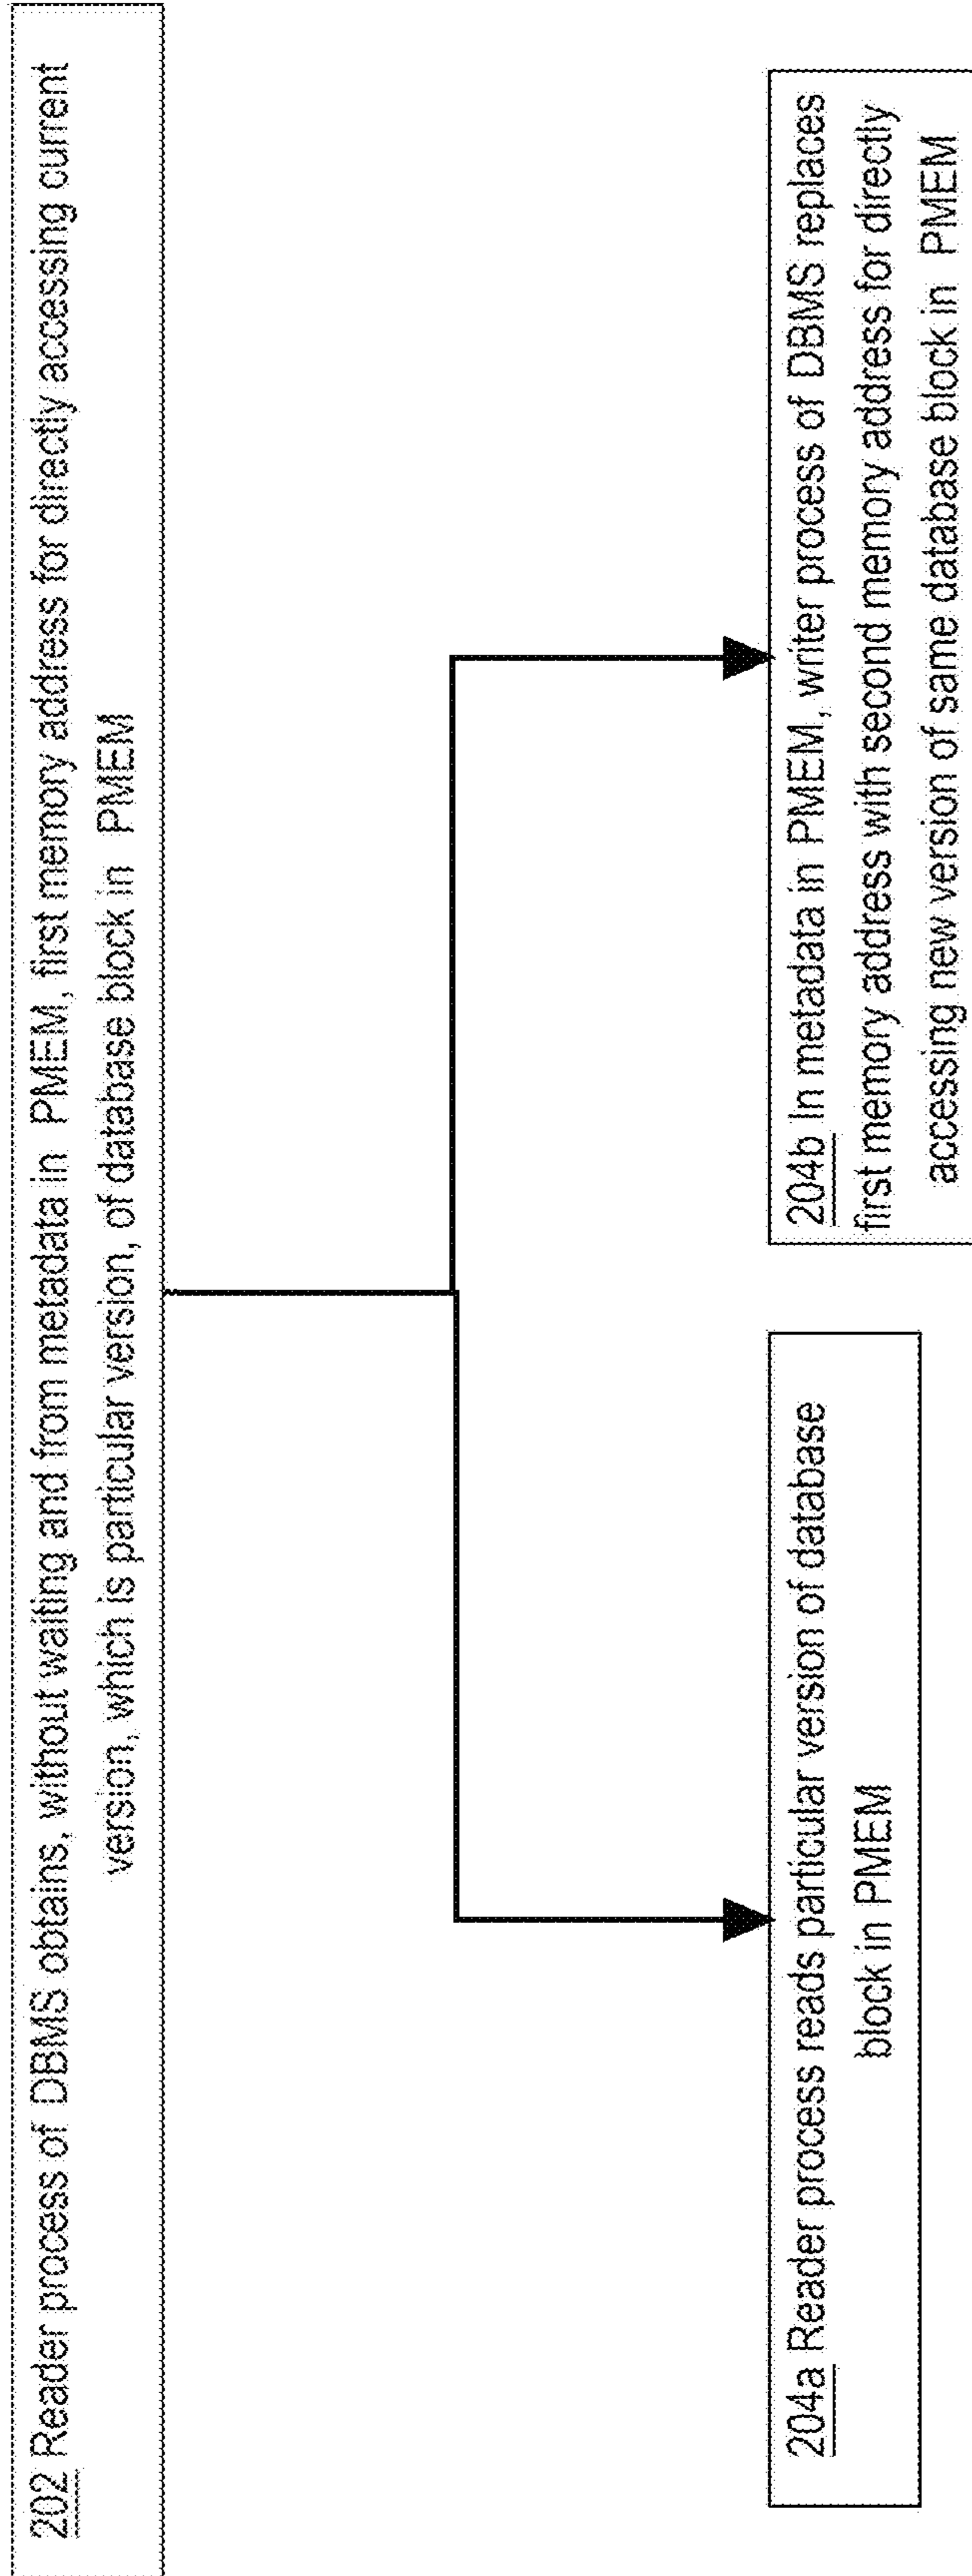 202 Reader process of DBMS obtains, without waiting and from metadata in PMEM, first memory address for directly accessing current
version, which is particular version, of database block in PMEM
204a Reader process reads particular version of database
block in PMEM
204b In metadata in PMEM, writer process of DBMS replaces
first memory address with second memory address for directly
accessing new version of same database block in PMEM